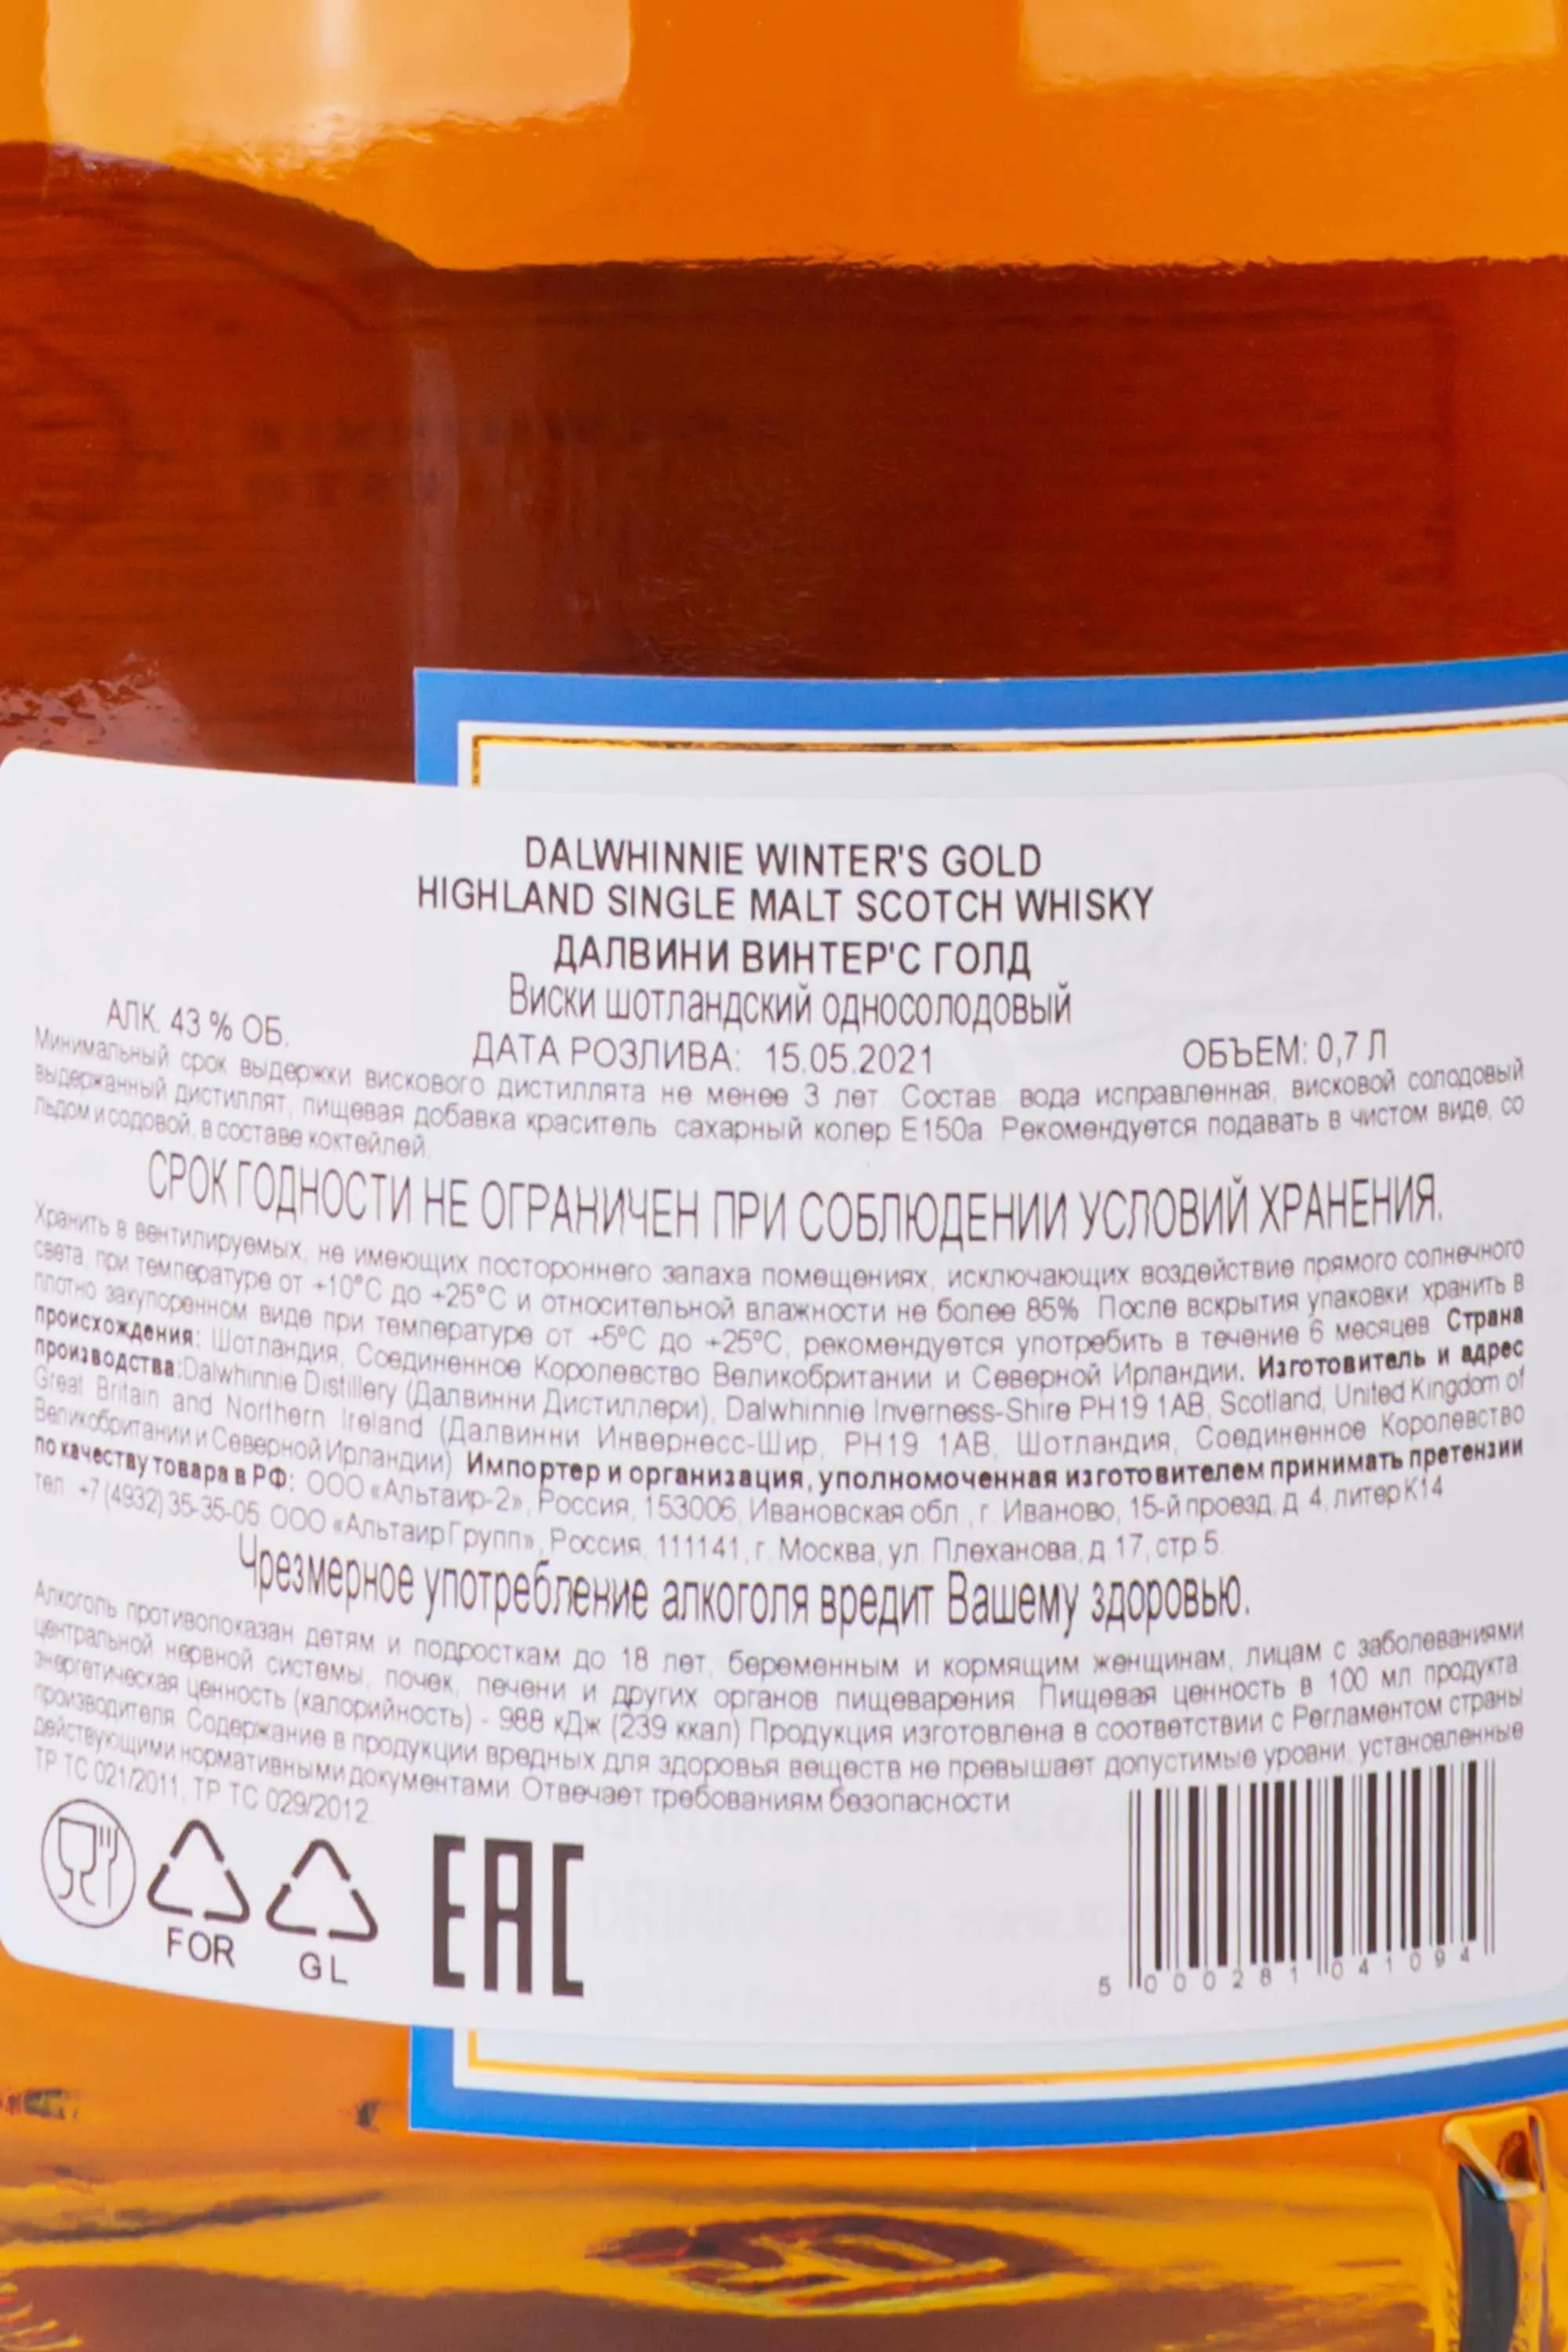 DALWHINNIE WINTER'S GOLD
HIGHLAND SINGLE MALT SCOTCH WHISKY
ДАЛВИНИ ВИНТЕР'С ГОЛД
Виски шотландский односолодовый
АЛК. 43 % ОБ.
ДАТА РОЗЛИВА: 15.05.2021
ОБЪЕМ: 0,7 Л
Минимальный срок выдержки вискового дистиллята не менее 3 лет. Состав: вода исправленная, висковой солодовый
выдержанный дистиллят, пищевая добавка краситель: сахарный колер Е150а. Рекомендуется подавать в чистом виде, со
льдом и содовой, в составе коктейлей.
СРОК ГОДНОСТИ НЕ ОГРАНИЧЕН ПРИ СОБЛЮДЕНИИ УСЛОВИЙ ХРАНЕНИЯ.
Хранить в вентилируемых, не имеющих постороннего запаха помещениях, исключающих воздействие прямого солнечного
света, при температуре от +10°С до +25°С и относительной влажности не более 85%. После вскрытия упаковки хранить в
плотно закупоренном виде при температуре от +5°С до +25°С, рекомендуется употребить в течение 6 месяцев. Страна
происхождения: Шотландия, Соединенное Королевство Великобритании и Северной Ирландии. Изготовитель и адрес
производства:Dalwhinnie Distillery (Далвинни Дистиллери), Dalwhinnie Inverness-Shire PH19 1AB, Scotland, United Kingdom of
Great Britain and Northern Ireland (Далвинни Инвернесс-Шир, PH19 1AB, Шотландия, Соединенное Королевство
Великобритании и Северной Ирландии). Импортер и организация, уполномоченная изготовителем принимать претензии
по качеству товара в РФ: ООО «Альтаир-2», Россия, 153006, Ивановская обл., г. Иваново, 15-й проезд, д. 4, литер К14
тел. +7 (4932) 35-35-05. ООО «Альтаир Групп», Россия, 111141, г. Москва, ул. Плеханова, д 17, стр 5.
Чрезмерное употребление алкоголя вредит Вашему здоровью.
Алкоголь противопоказан детям и подросткам до 18 лет, беременным и кормящим женщинам, лицам с заболеваниями
центральной нервной системы, почек, печени и других органов пищеварения. Пищевая ценность в 100 мл продукта:
энергетическая ценность (калорийность) - 988 кДж (239 ккал) Продукция изготовлена в соответствии с Регламентом страны
производителя. Содержание в продукции вредных для здоровья веществ не превышает допустимые уровни, установленные
действующими нормативными документами. Отвечает требованиям безопасности
ТР ТС 021/2011, ТР ТС 029/2012.
FOR
GL
EAC
5 000281 041094